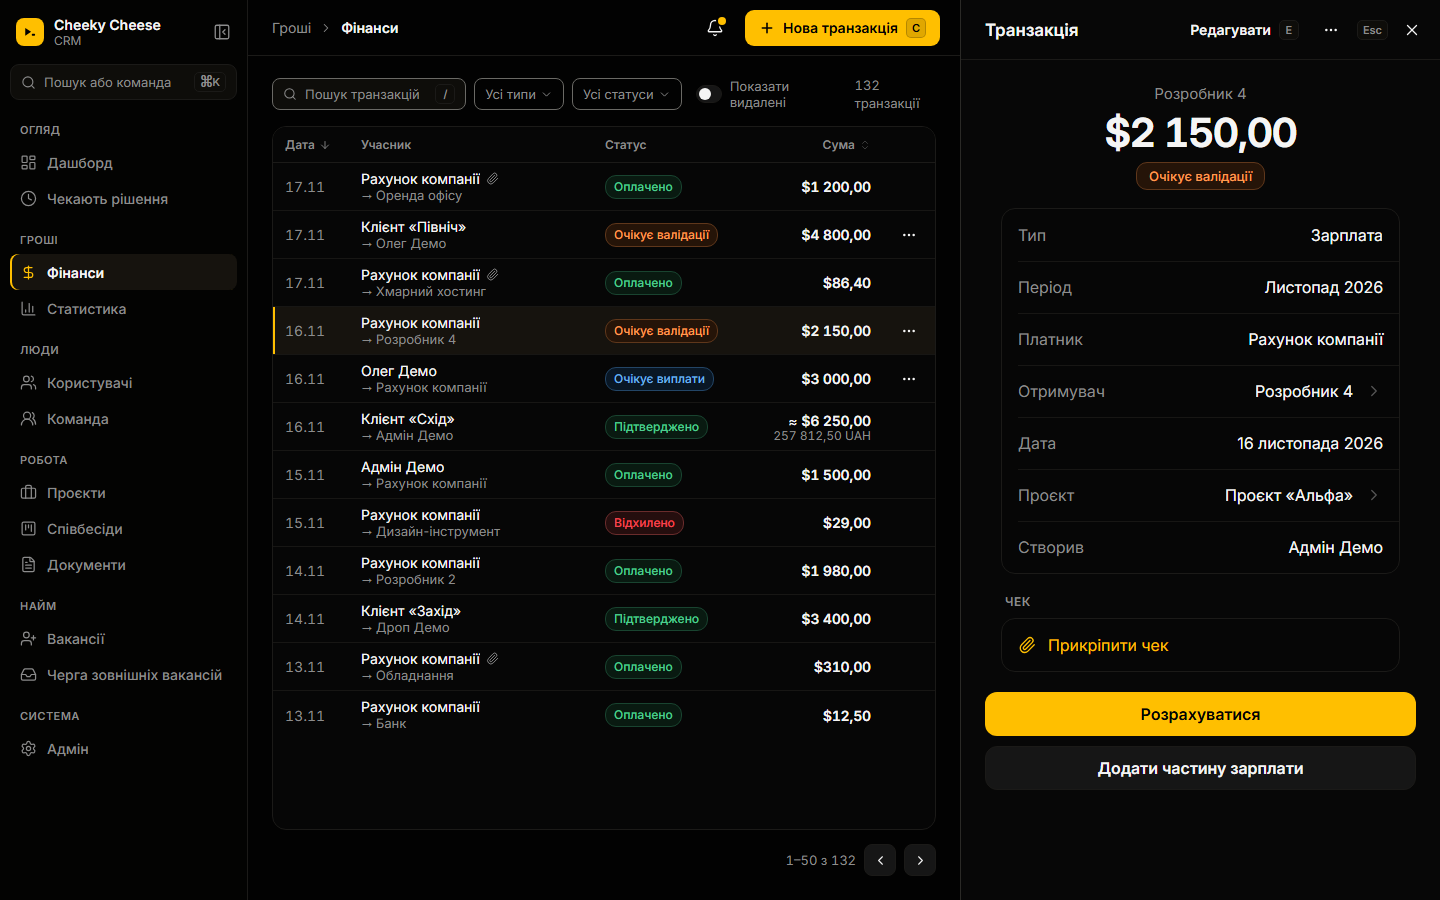 Cheeky Cheese
CRM
Пошук або команда ⌘K
ОГЛЯД
Дашборд
Чекають рішення
ГРОШІ
Фінанси
Статистика
ЛЮДИ
Користувачі
Команда
РОБОТА
Проєкти
Співбесіди
Документи
НАЙМ
Вакансії
Черга зовнішніх вакансій
СИСТЕМА
Адмін
Гроші > Фінанси
+ Нова транзакція C
Пошук транзакцій /
Усі типи
Усі статуси
Показати видалені
132 транзакції
Дата ↓ Учасник Статус Сума
17.11 Рахунок компанії Оплачено $1 200,00
→ Оренда офісу
17.11 Клієнт «Північ» Очікує валідації $4 800,00 ···
→ Олег Демо
17.11 Рахунок компанії Оплачено $86,40
→ Хмарний хостинг
16.11 Рахунок компанії Очікує валідації $2 150,00 ···
→ Розробник 4
16.11 Олег Демо Очікує виплати $3 000,00 ···
→ Рахунок компанії
16.11 Клієнт «Схід» Підтверджено ≈ $6 250,00
→ Адмін Демо 257 812,50 UAH
15.11 Адмін Демо Оплачено $1 500,00
→ Рахунок компанії
15.11 Рахунок компанії Відхилено $29,00
→ Дизайн-інструмент
14.11 Рахунок компанії Оплачено $1 980,00
→ Розробник 2
14.11 Клієнт «Захід» Підтверджено $3 400,00
→ Дроп Демо
13.11 Рахунок компанії Оплачено $310,00
→ Обладнання
13.11 Рахунок компанії Оплачено $12,50
→ Банк
1–50 з 132
Транзакція Редагувати E ··· Esc
Розробник 4
$2 150,00
Очікує валідації
Тип Зарплата
Період Листопад 2026
Платник Рахунок компанії
Отримувач Розробник 4
Дата 16 листопада 2026
Проєкт Проєкт «Альфа»
Створив Адмін Демо
ЧЕК
Прикріпити чек
Розрахуватися
Додати частину зарплати